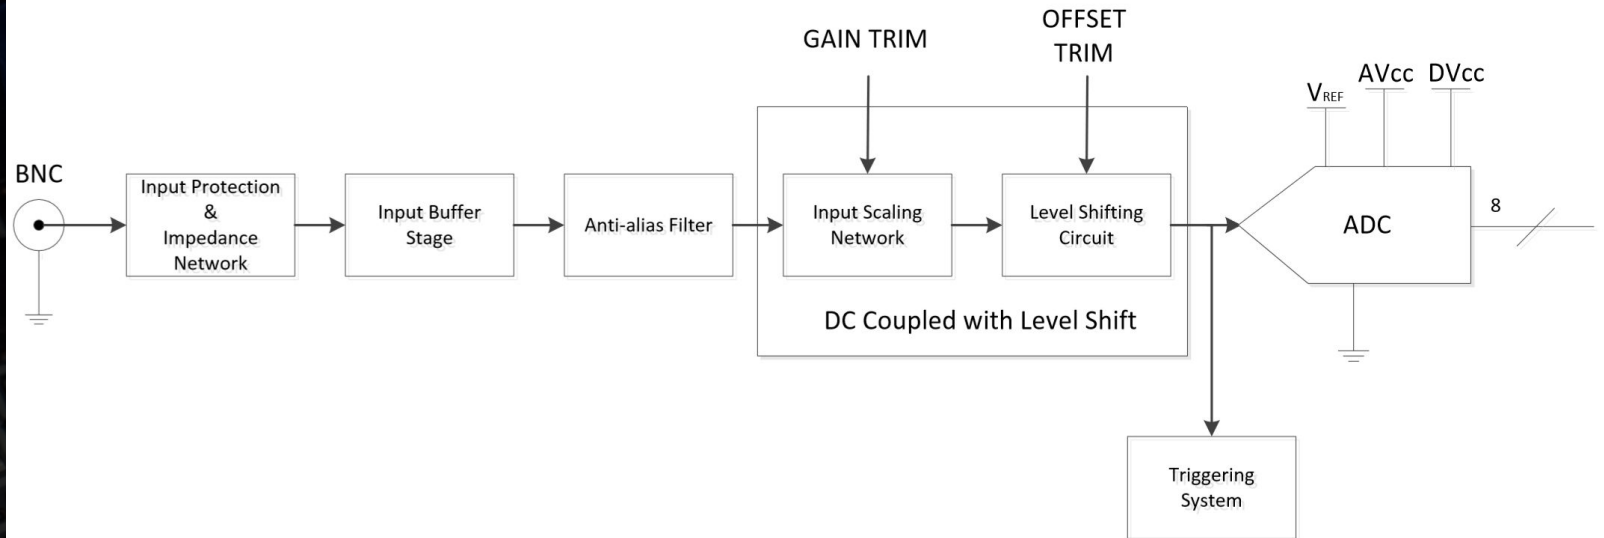 GAIN TRIM
OFFSET
TRIM
VREF
AVcc
DVcc
BNC
Input Protection
&
Impedance
Network
Input Buffer
Stage
Anti-alias Filter
Input Scaling
Network
Level Shifting
Circuit
DC Coupled with Level Shift
ADC
8
Triggering
System